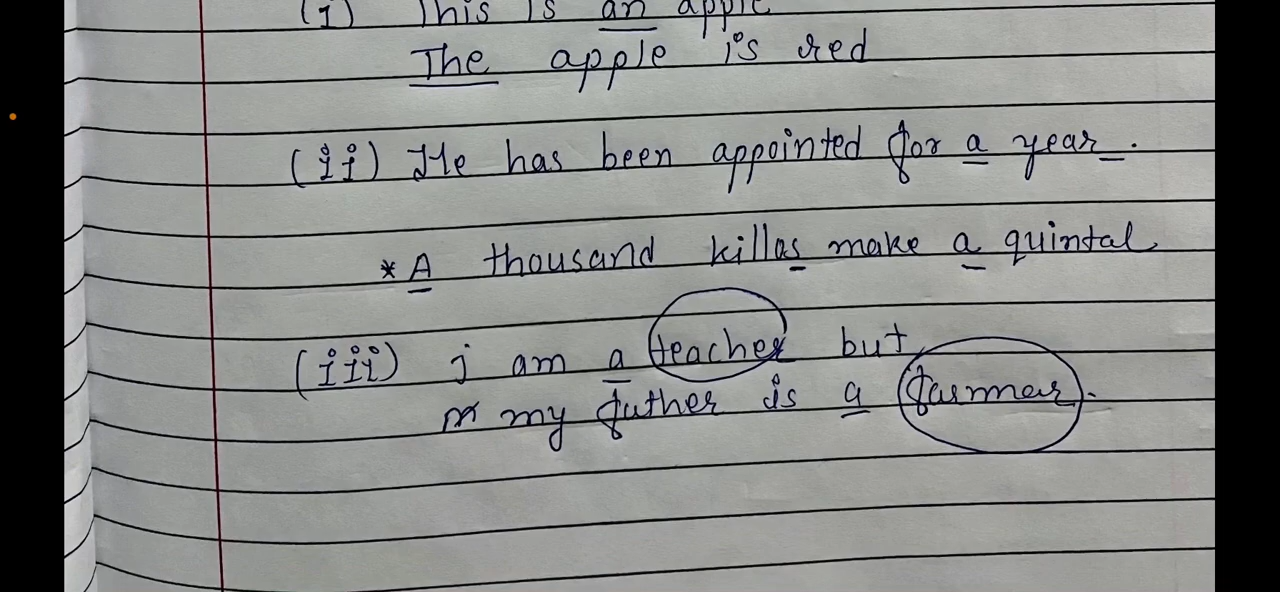 (i) This is an apple
The apple is red
(ii) He has been appointed for a year.
* A thousand killas make a quintal
(iii) i am a teacher but
my father is a farmer.